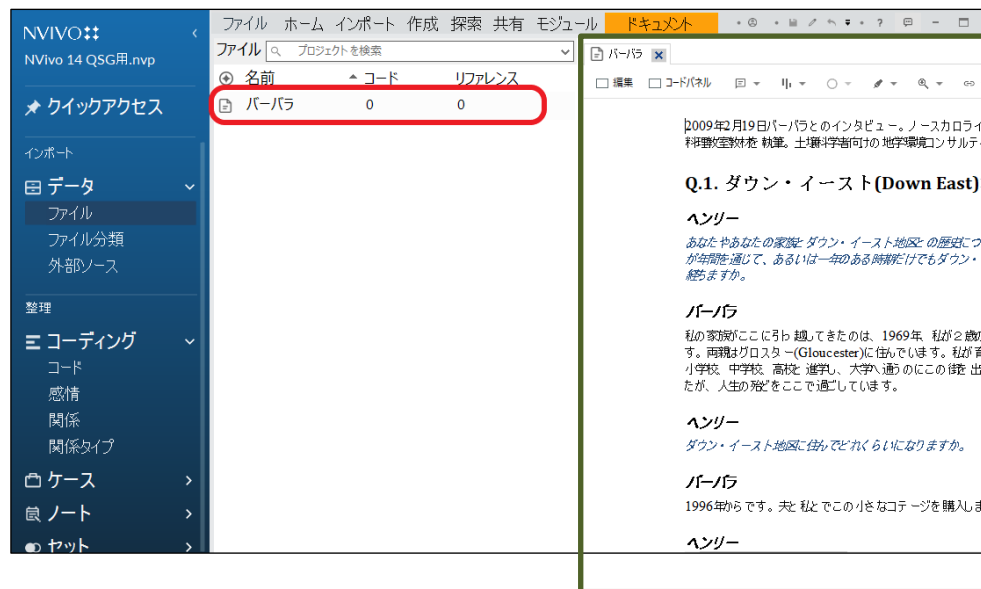 NVIVO
NVivo 14 QSG用.nvp
クイックアクセス
インポート
データ
ファイル
ファイル分類
外部ソース
整理
コーディング
コード
感情
関係
関係タイプ
ケース
ノート
セット
ファイル ホーム インポート 作成 探索 共有 モジュール ドキュメント
ファイル プロジェクトを検索
名前 コード リファレンス
バーバラ 0 0
バーバラ
編集 コードパネル
2009年2月19日バーバラとのインタビュー。ノースカロライ
執筆。土壌科学者向けの 地学環境コンサルテ
Q.1. ダウン・イースト(Down East)
ヘンリー
あなたやあなたの家族と ダウン・イースト地区と の歴史につ
が年間を通じて、あるいは一年のある時期だけでもダウン・
経ちますか。
バーバラ
私の家族がここに引っ越してきたのは、1969年、私が２歳の
す。両親はグロスター(Gloucester)に住んでいます。私が育
小学校、中学校、高校と 進学し、大学へ通うのにこの街を 出
たが、人生の殆どをここで過ごしています。
ヘンリー
ダウン・イースト地区に住んでどれくらいになりますか。
バーバラ
1996年からです。夫と私とでこの小さなコテージを購入しま
ヘンリー